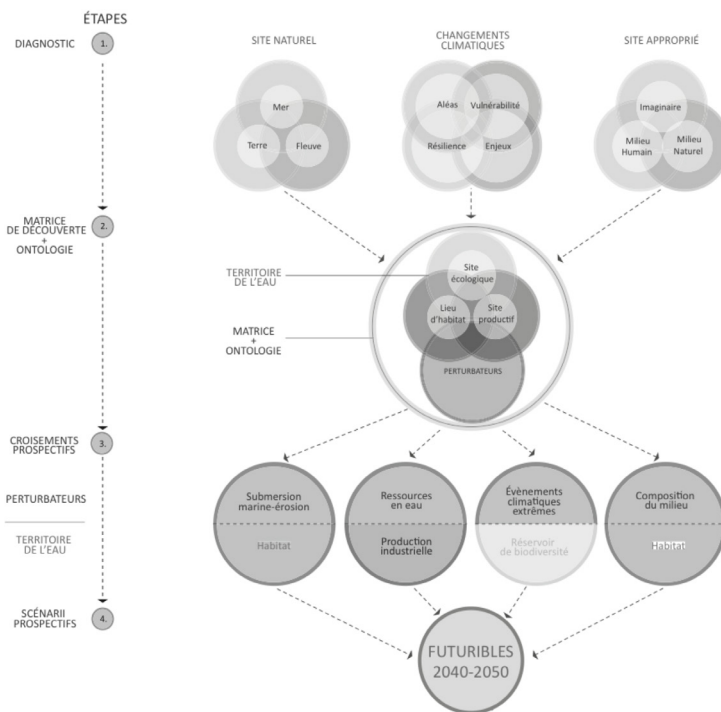 ÉTAPES
DIAGNOSTIC
1.
SITE NATUREL
CHANGEMENTS
CLIMATIQUES
SITE APPROPRIÉ
Mer
Terre
Fleuve
Aléas
Vulnérabilité
Résilience
Enjeux
Imaginaire
Milieu
Humain
Milieu
Naturel
MATRICE
DE DÉCOUVERTE
+
ONTOLOGIE
2.
TERRITOIRE
DE L'EAU
MATRICE
+
ONTOLOGIE
Site
écologique
Lieu
d'habitat
Site
productif
PERTURBATEURS
CROISEMENTS
PROSPECTIFS
3.
PERTURBATEURS
TERRITOIRE
DE L'EAU
Submersion
marine-érosion
Habitat
Ressources
en eau
Production
industrielle
Évènements
climatiques
extrêmes
Réservoir
de biodiversité
Composition
du milieu
Habitat
SCÉNARII
PROSPECTIFS
4.
FUTURIBLES
2040-2050